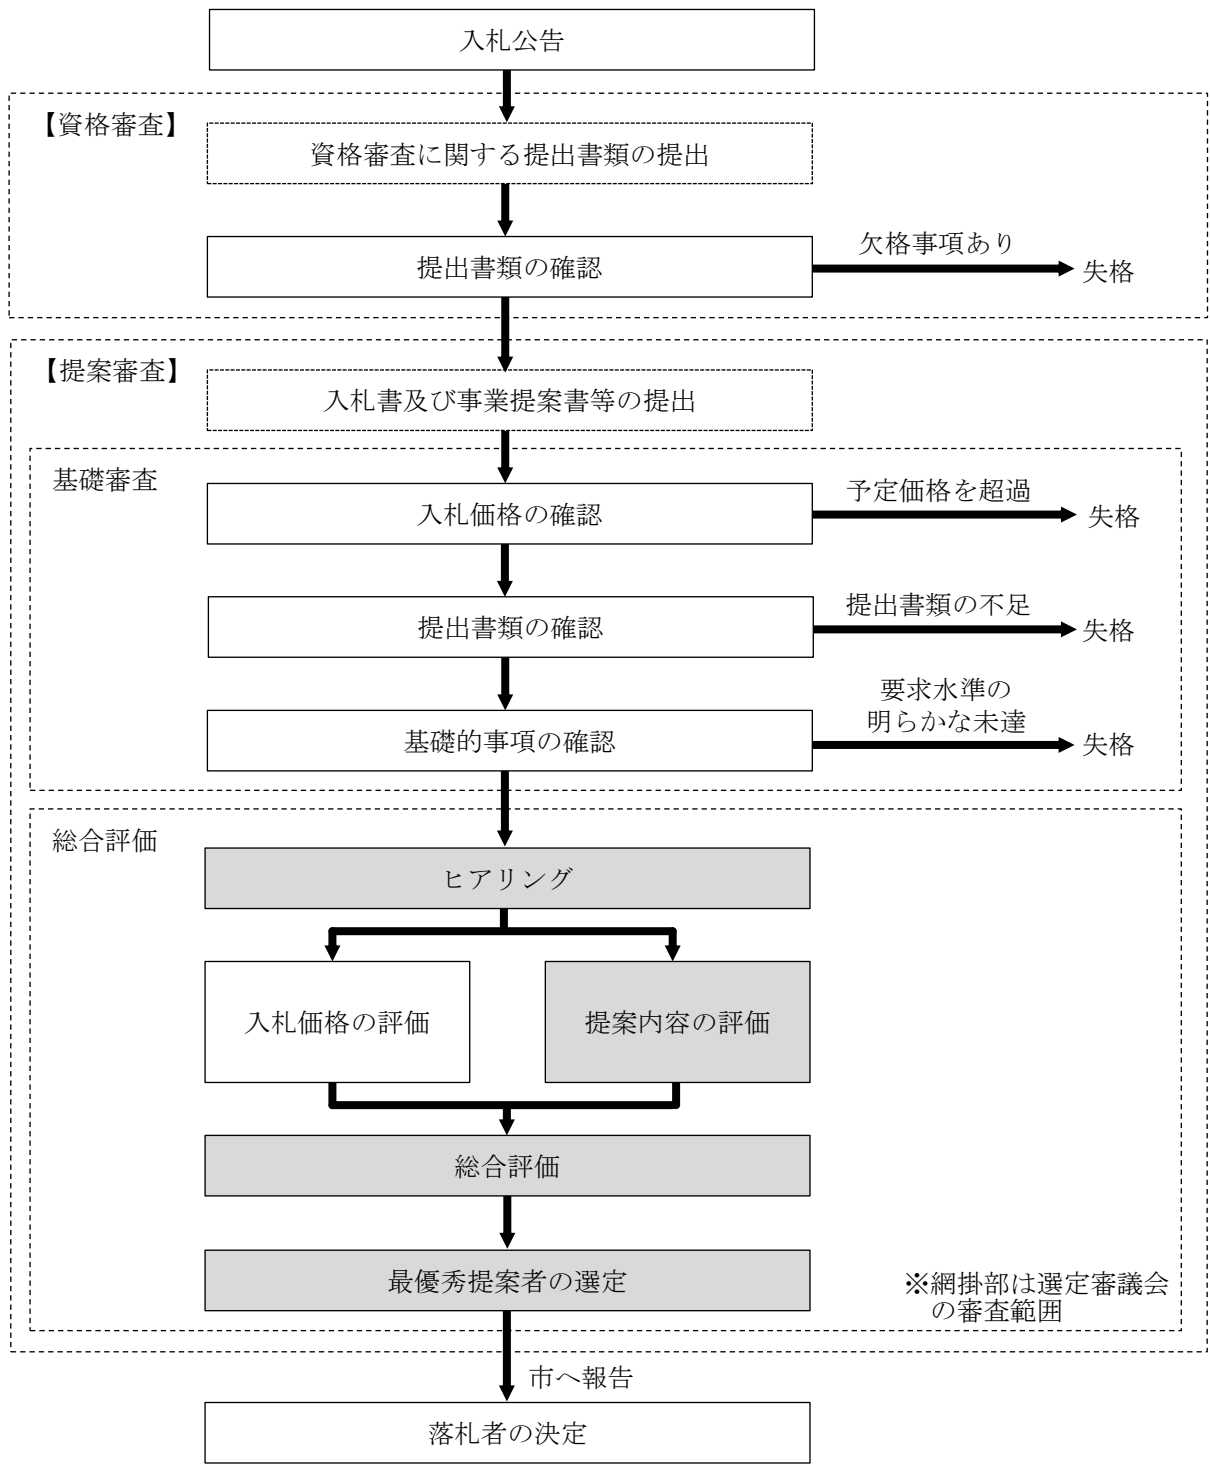 入札公告
【資格審査】
資格審査に関する提出書類の提出
提出書類の確認
欠格事項あり
失格
【提案審査】
入札書及び事業提案書等の提出
基礎審査
入札価格の確認
予定価格を超過
失格
提出書類の確認
提出書類の不足
失格
基礎的事項の確認
要求水準の
明らかな未達
失格
総合評価
ヒアリング
入札価格の評価
提案内容の評価
総合評価
最優秀提案者の選定
※網掛部は選定審議会
の審査範囲
市へ報告
落札者の決定